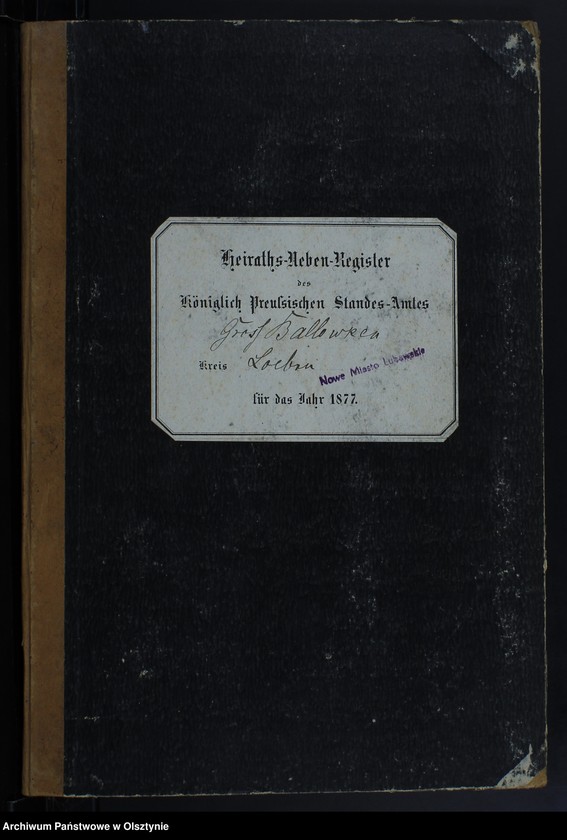 Heiraths-Neben-Register
des
Königlich Preußischen Standes-Amtes
Gross Ballowken
Kreis Loebau
Nowe Miasto Lubawskie
für das Jahr 1877.
Archiwum Państwowe w Olsztynie